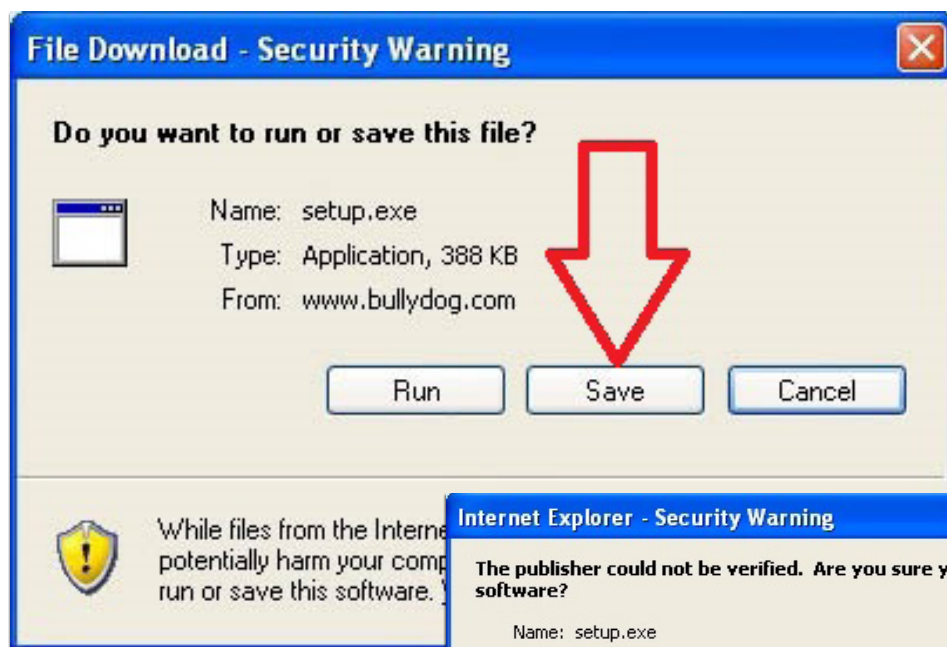 File Download - Security Warning
Do you want to run or save this file?
Name: setup.exe
Type: Application, 388 KB
From: www.bullydog.com
Run Save Cancel
While files from the Interne
potentially harm your comp
run or save this software.
Internet Explorer - Security Warning
The publisher could not be verified. Are you sure y
software?
Name: setup.exe